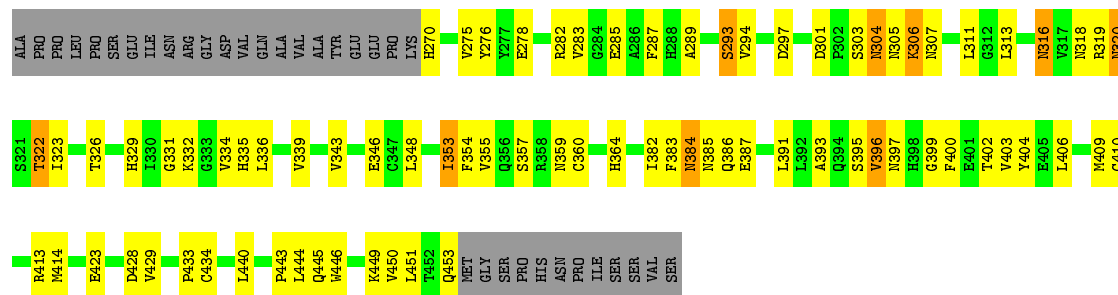 ALA PRO PRO LEU PRO SER GLU ILE ASN ARG GLY ASP VAL GLN ALA VAL ALA TYR GLU GLU PRO LYS H270 V275 Y276 Y277 E278 R282 V283 G284 E285 A286 F287 H288 A289 S293 V294 D297 D301 P302 S303 N304 N305 K306 N307 L311 G312 L313 N316 V317 N318 R319
S321 T322 I323 T326 H329 I330 G331 K332 G333 V334 H335 L336 V339 V343 E346 C347 L348 I353 F354 V355 Q356 S357 R358 N359 C360 H364 I382 F383 N384 N385 Q386 E387 L391 L392 A393 Q394 S395 V396 N397 H398 G399 F400 E401 T402 V403 Y404 E405 L406 M409
R413 M414 E423 D428 V429 P433 C434 L440 P443 L444 Q445 W446 K449 V450 L451 T452 Q453 MET GLY SER PRO HIS ASN PRO ILE SER SER VAL SER